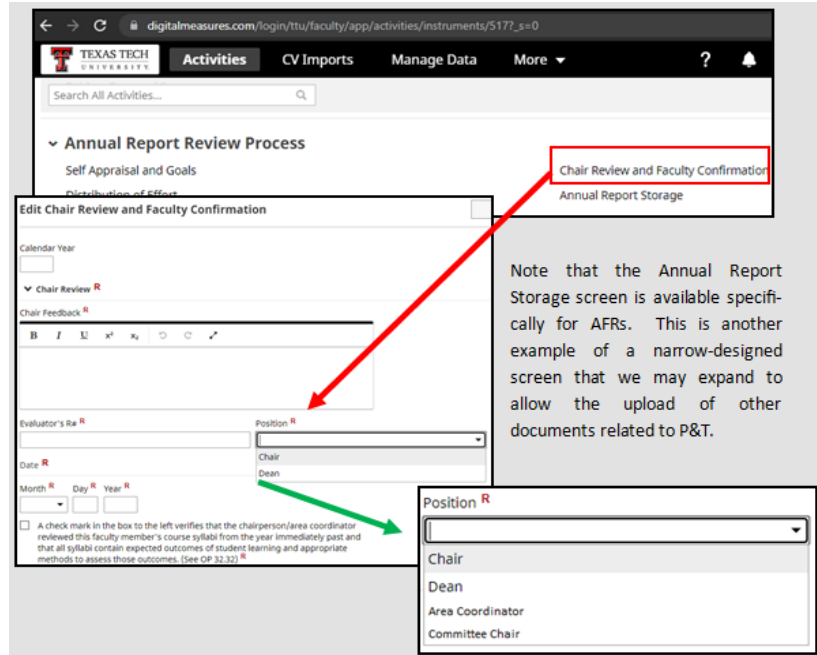 digitalmeasures.com/login/ttu/faculty/app/activities/instruments/517?_s=0
TEXAS TECH
UNIVERSITY.
Activities CV Imports Manage Data More ?
Search All Activities...
Annual Report Review Process
Self Appraisal and Goals
Chair Review and Faculty Confirmation
Distribution of Effort
Annual Report Storage
Edit Chair Review and Faculty Confirmation
Calendar Year
Chair Review R
Chair Feedback R
B I U x² x₂
Evaluator's R# R
Position R
Chair
Dean
Date R
Month R Day R Year R
A check mark in the box to the left verifies that the chairperson/area coordinator
reviewed this faculty member's course syllabi from the year immediately past and
that all syllabi contain expected outcomes of student learning and appropriate
methods to assess those outcomes. (See OP 32.32) R
Note that the Annual Report
Storage screen is available specifi-
cally for AFRs. This is another
example of a narrow-designed
screen that we may expand to
allow the upload of other
documents related to P&T.
Position R
Chair
Dean
Area Coordinator
Committee Chair